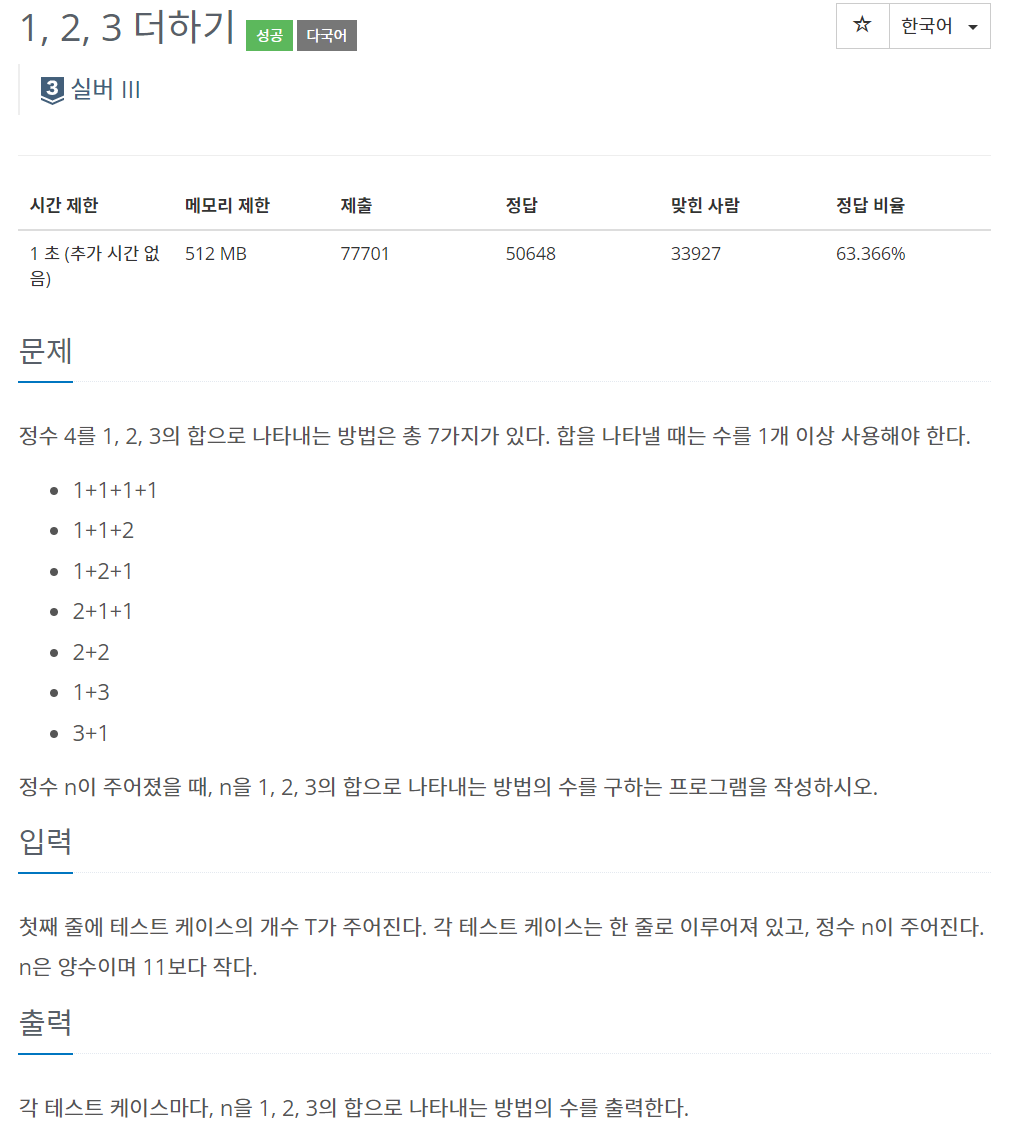 1, 2, 3 더하기 성공 다국어
☆ 한국어
3 실버 III
시간 제한 메모리 제한 제출 정답 맞힌 사람 정답 비율
1 초 (추가 시간 없 512 MB 77701 50648 33927 63.366%
음)
문제
정수 4를 1, 2, 3의 합으로 나타내는 방법은 총 7가지가 있다. 합을 나타낼 때는 수를 1개 이상 사용해야 한다.
• 1+1+1+1
• 1+1+2
• 1+2+1
• 2+1+1
• 2+2
• 1+3
• 3+1
정수 n이 주어졌을 때, n을 1, 2, 3의 합으로 나타내는 방법의 수를 구하는 프로그램을 작성하시오.
입력
첫째 줄에 테스트 케이스의 개수 T가 주어진다. 각 테스트 케이스는 한 줄로 이루어져 있고, 정수 n이 주어진다.
n은 양수이며 11보다 작다.
출력
각 테스트 케이스마다, n을 1, 2, 3의 합으로 나타내는 방법의 수를 출력한다.